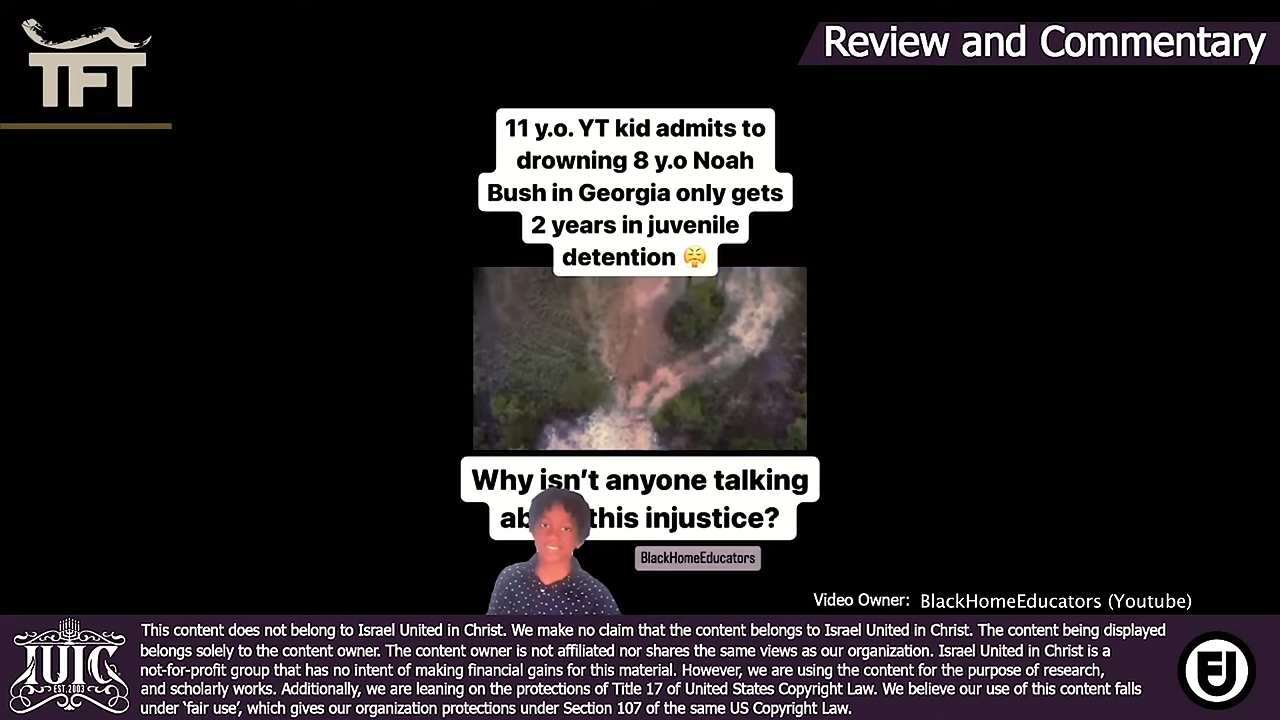 TFT
Review and Commentary
11 y.o. YT kid admits to
drowning 8 y.o Noah
Bush in Georgia only gets
2 years in juvenile
detention 😤
Why isn't anyone talking
ab this injustice?
BlackHomeEducators
Video Owner: BlackHomeEducators (Youtube)
This content does not belong to Israel United in Christ. We make no claim that the content belongs to Israel United in Christ. The content being displayed
belongs solely to the content owner. The content owner is not affiliated nor shares the same views as our organization. Israel United in Christ is a
not-for-profit group that has no intent of making financial gains for this material. However, we are using the content for the purpose of research,
and scholarly works. Additionally, we are leaning on the protections of Title 17 of United States Copyright Law. We believe our use of this content falls
under 'fair use', which gives our organization protections under Section 107 of the same US Copyright Law.
IUIC
EST.2003